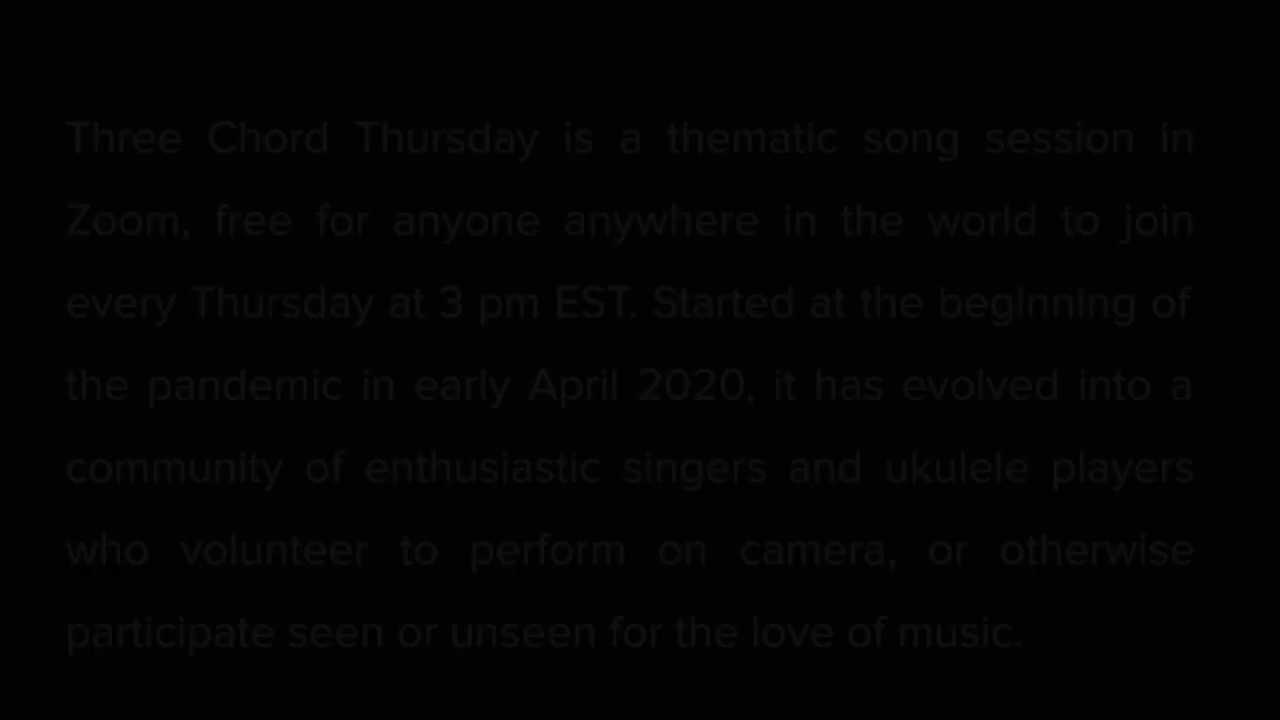 Three Chord Thursday is a thematic song session in
Zoom, free for anyone anywhere in the world to join
every Thursday at 3 pm EST. Started at the beginning of
the pandemic in early April 2020, it has evolved into a
community of enthusiastic singers and ukulele players
who volunteer to perform on camera, or otherwise
participate seen or unseen for the love of music.